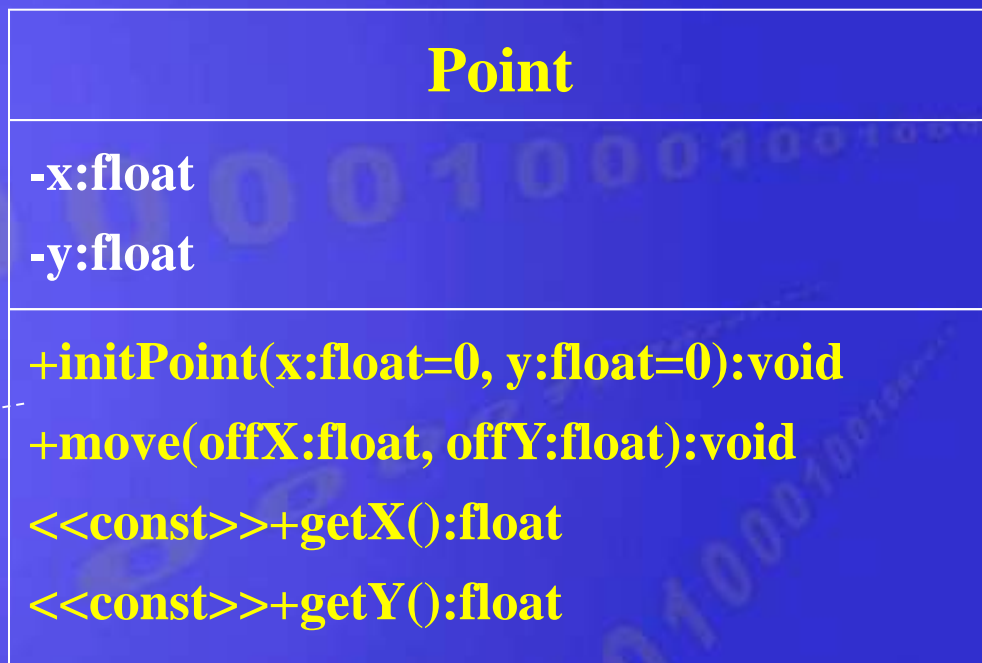 Point
-x:float
-y:float
+initPoint(x:float=0, y:float=0):void
+move(offX:float, offY:float):void
<<const>>+getX():float
<<const>>+getY():float